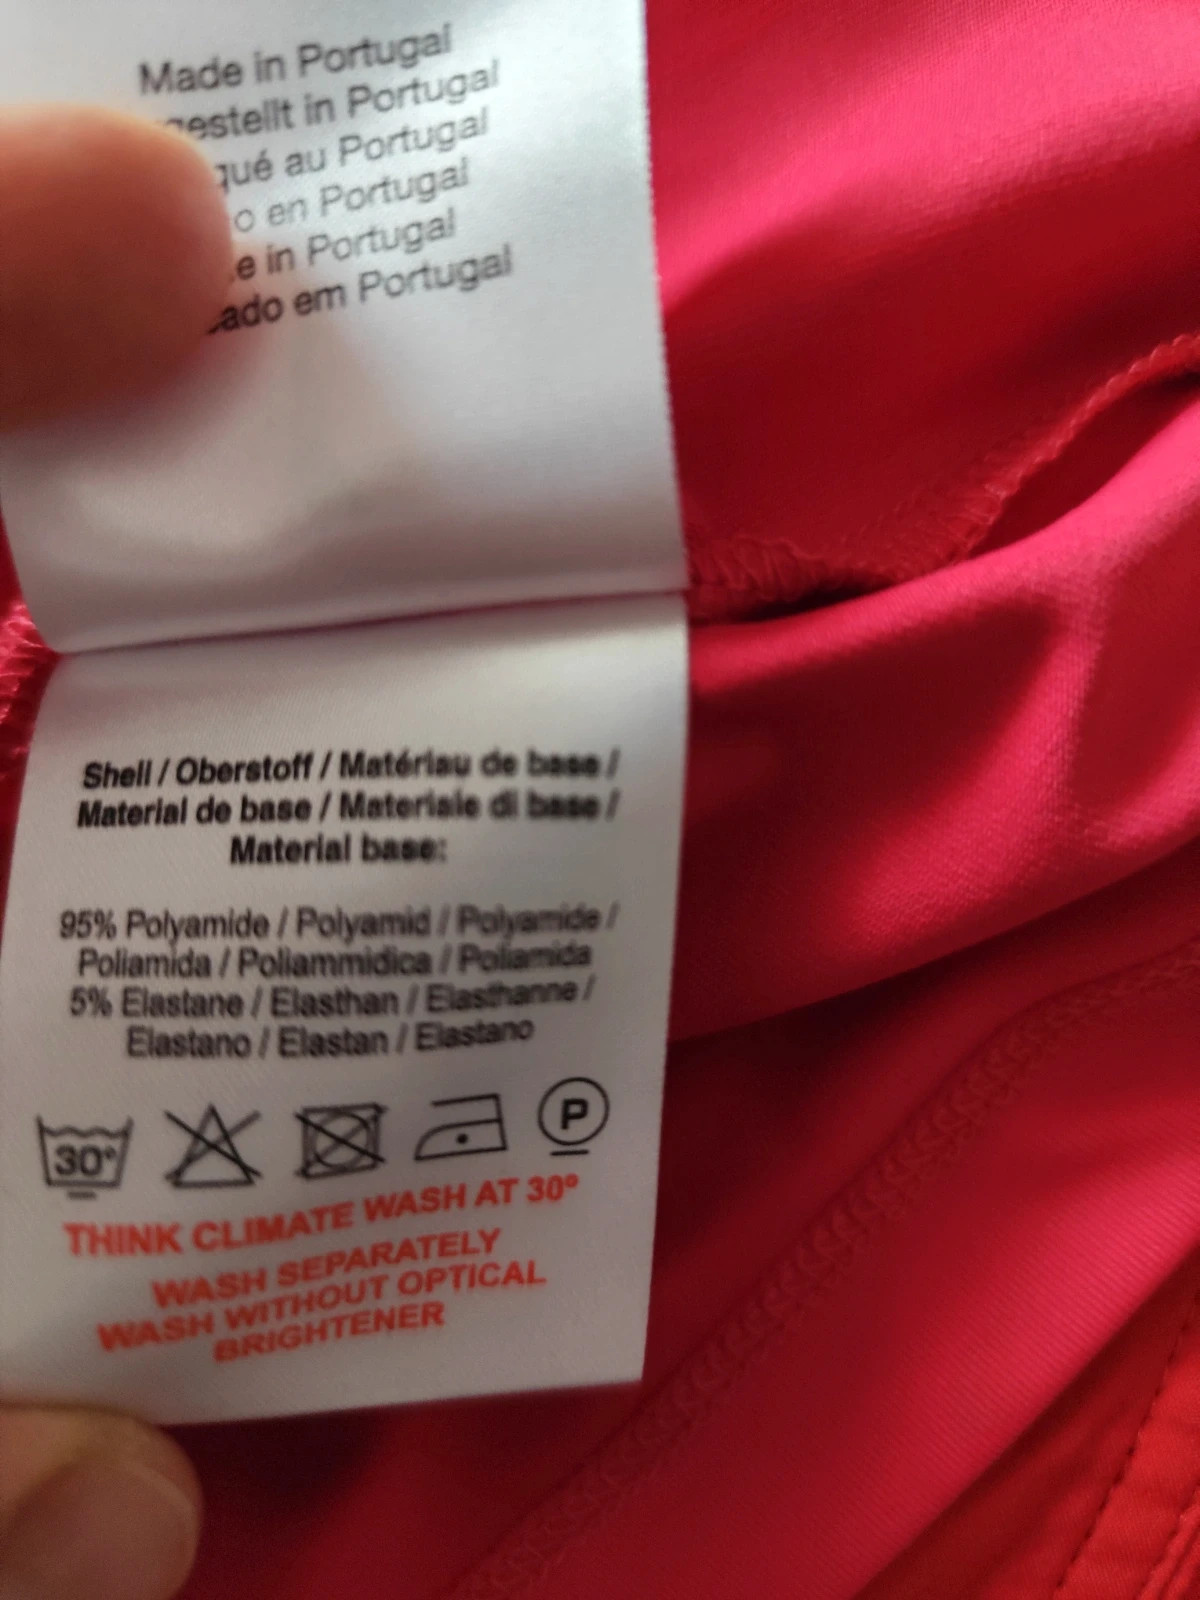 Made in Portugal
gestellt in Portugal
qué au Portugal
o en Portugal
e in Portugal
ado em Portugal
Shell / Oberstoff / Matériau de base /
Material de base / Materiale di base /
Material base:
95% Polyamide / Polyamid / Polyamide /
Poliamida / Poliammidica / Poliamida
5% Elastane / Elasthan / Elasthanne /
Elastano / Elastan / Elastano
30° P
THINK CLIMATE WASH AT 30°
WASH SEPARATELY
WASH WITHOUT OPTICAL
BRIGHTENER